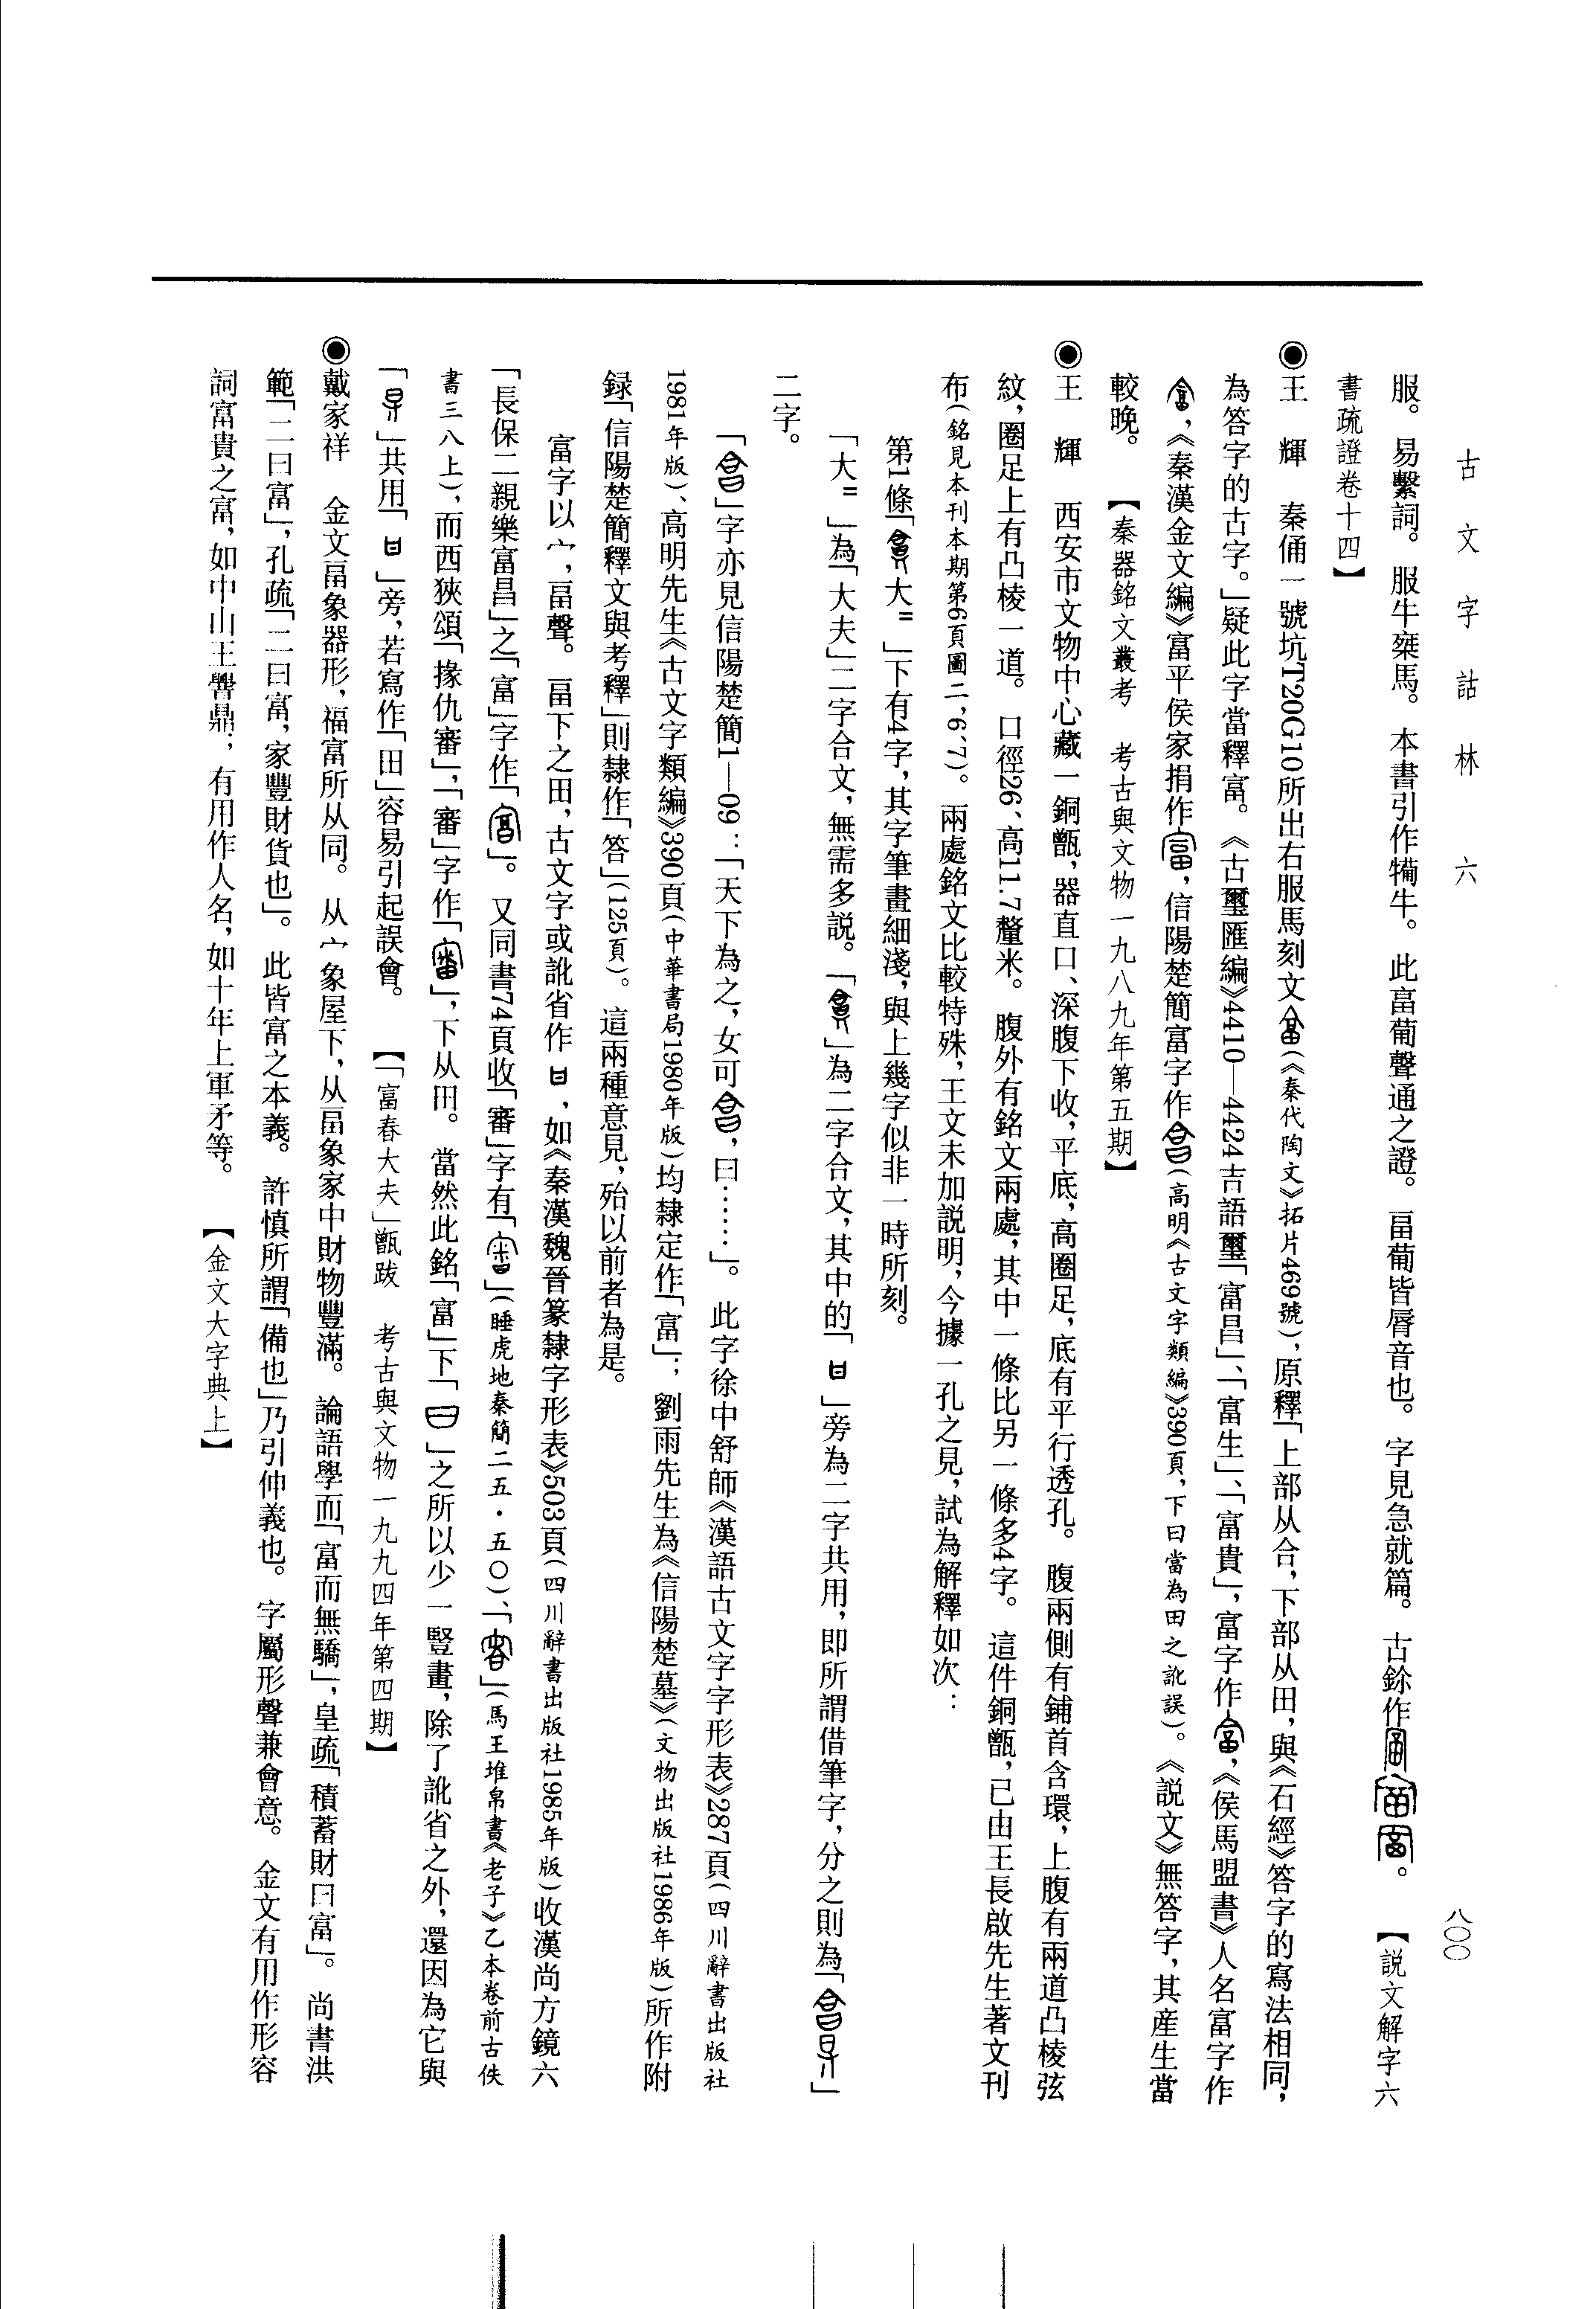 古文字詁林 六
八〇〇
服。易繫詞。服牛椉馬。本書引作犕牛。此畐葡聲通之證。畐葡皆脣音也。字見急就篇。古鉨作。【説文解字六
書疏證卷十四】
◉王 輝 秦俑一號坑T20G10所出右服馬刻文(《秦代陶文》拓片469號)，原釋「上部从合，下部从田，與《石經》答字的寫法相同，
為答字的古字。」疑此字當釋富。《古璽匯編》4410—4424吉語璽「富昌」、「富生」、「富貴」，富字作，《侯馬盟書》人名富字作
，《秦漢金文編》富平侯家捐作，信陽楚簡富字作(高明《古文字類編》390頁，下曰當為田之訛誤)。《説文》無答字，其産生當
較晚。【秦器銘文叢考 考古與文物一九八九年第五期】
◉王 輝 西安市文物中心藏一銅甑，器直口、深腹下收，平底，高圈足，底有平行透孔。腹兩側有鋪首含環，上腹有兩道凸棱弦
紋，圈足上有凸棱一道。口徑26、高11.7釐米。腹外有銘文兩處，其中一條比另一條多4字。這件銅甑，已由王長啟先生著文刊
布(銘見本刊本期第6頁圖二，6、7)。兩處銘文比較特殊，王文未加説明，今據一孔之見，試為解釋如次：
第1條「大〓」下有4字，其字筆畫細淺，與上幾字似非一時所刻。
「大〓」為「大夫」二字合文，無需多説。「」為二字合文，其中的「日」旁為二字共用，即所謂借筆字，分之則為「」
二字。
「」字亦見信陽楚簡1—09：「天下為之，女可，曰……」。此字徐中舒師《漢語古文字字形表》287頁(四川辭書出版社
1981年版)、高明先生《古文字類編》390頁(中華書局1980年版)均隸定作「富」；劉雨先生為《信陽楚墓》(文物出版社1986年版)所作附
録「信陽楚簡釋文與考釋」則隸作「答」(125頁)。這兩種意見，殆以前者為是。
富字以宀，畐聲。畐下之田，古文字或訛省作日，如《秦漢魏晉篆隸字形表》503頁(四川辭書出版社1985年版)收漢尚方鏡六
「長保二親樂富昌」之「富」字作「」。又同書74頁收「審」字有「」(睡虎地秦簡二五·五〇)、「」(馬王堆帛書《老子》乙本卷前古佚
書三八上)，而西狹頌「掾仇審」，「審」字作「」，下从田。當然此銘「富」下「」之所以少一豎畫，除了訛省之外，還因為它與
「」共用「日」旁，若寫作「田」容易引起誤會。【「富春大夫」甑跋 考古與文物一九九四年第四期】
◉戴家祥 金文畐象器形，福富所从同。从宀象屋下，从畐象家中財物豐滿。論語學而「富而無驕」，皇疏「積蓄財曰富」。尚書洪
範「二曰富」，孔疏「二曰富，家豐財貨也」。此皆富之本義。許慎所謂「備也」乃引伸義也。字屬形聲兼會意。金文有用作形容
詞富貴之富，如中山王䇍鼎；有用作人名，如十年上軍矛等。【金文大字典上】